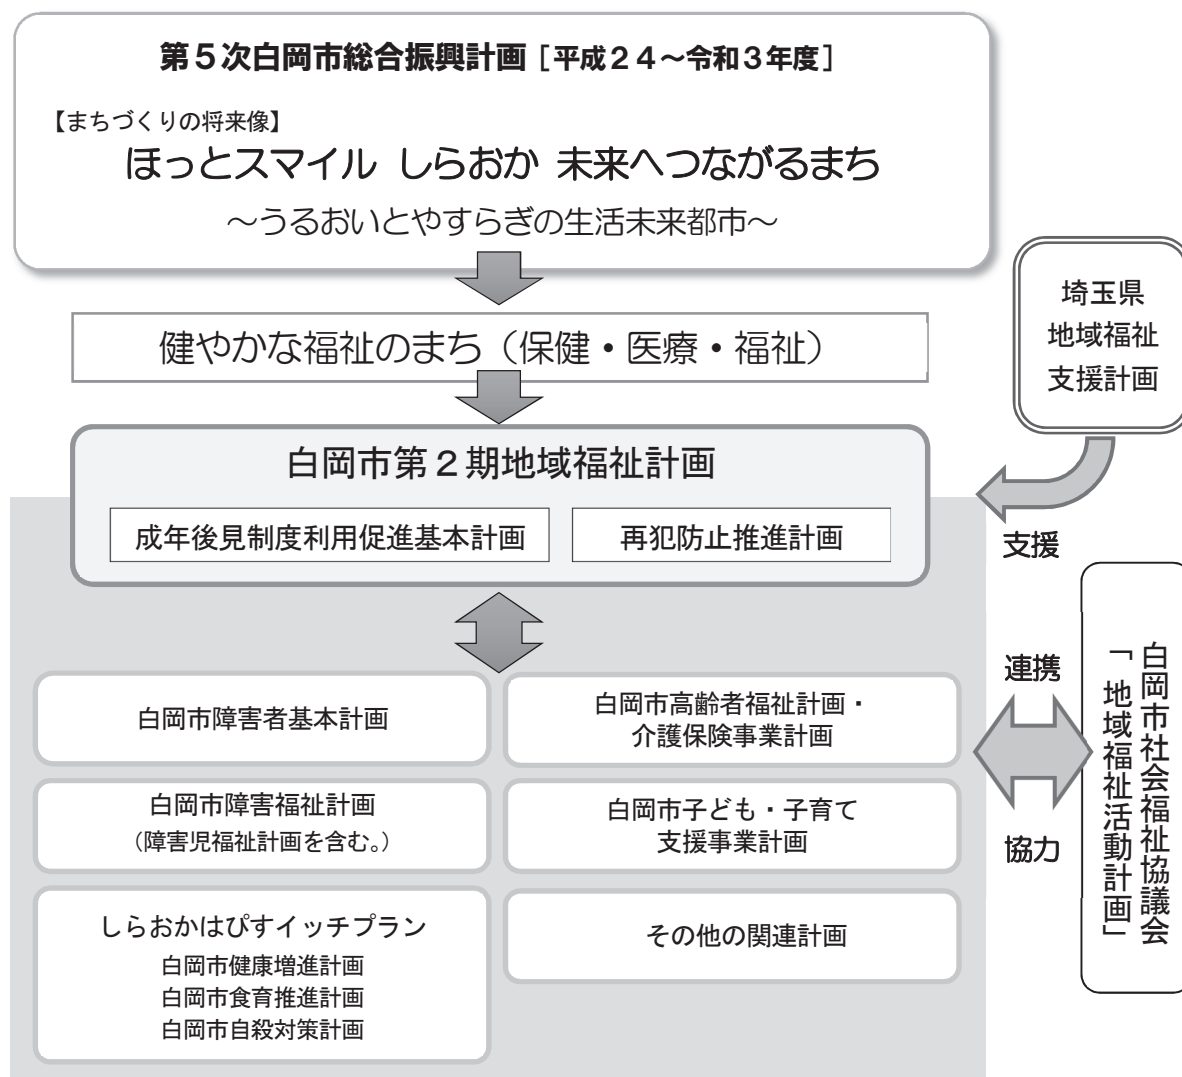 第5次白岡市総合振興計画［平成24～令和3年度］
【まちづくりの将来像】
ほっとスマイル しらおか 未来へつながるまち
～うるおいとやすらぎの生活未来都市～
健やかな福祉のまち（保健・医療・福祉）
埼玉県
地域福祉
支援計画
白岡市第2期地域福祉計画
成年後見制度利用促進基本計画
再犯防止推進計画
支援
白岡市障害者基本計画
白岡市高齢者福祉計画・
介護保険事業計画
白岡市障害福祉計画
（障害児福祉計画を含む。）
白岡市子ども・子育て
支援事業計画
しらおかはぴすイッチプラン
白岡市健康増進計画
白岡市食育推進計画
白岡市自殺対策計画
その他の関連計画
連携
協力
白岡市社会福祉協議会
「地域福祉活動計画」